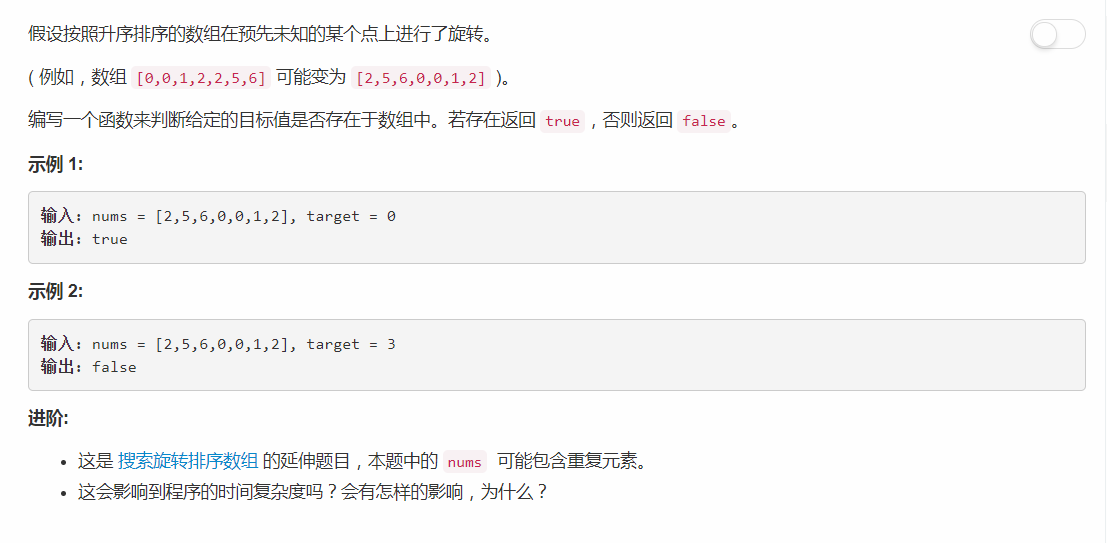 假设按照升序排序的数组在预先未知的某个点上进行了旋转。
( 例如，数组 [0,0,1,2,2,5,6] 可能变为 [2,5,6,0,0,1,2] )。
编写一个函数来判断给定的目标值是否存在于数组中。若存在返回 true，否则返回 false。
示例 1:
输入: nums = [2,5,6,0,0,1,2], target = 0
输出: true
示例 2:
输入: nums = [2,5,6,0,0,1,2], target = 3
输出: false
进阶:
• 这是 搜索旋转排序数组 的延伸题目，本题中的 nums 可能包含重复元素。
• 这会影响到程序的时间复杂度吗？会有怎样的影响，为什么？